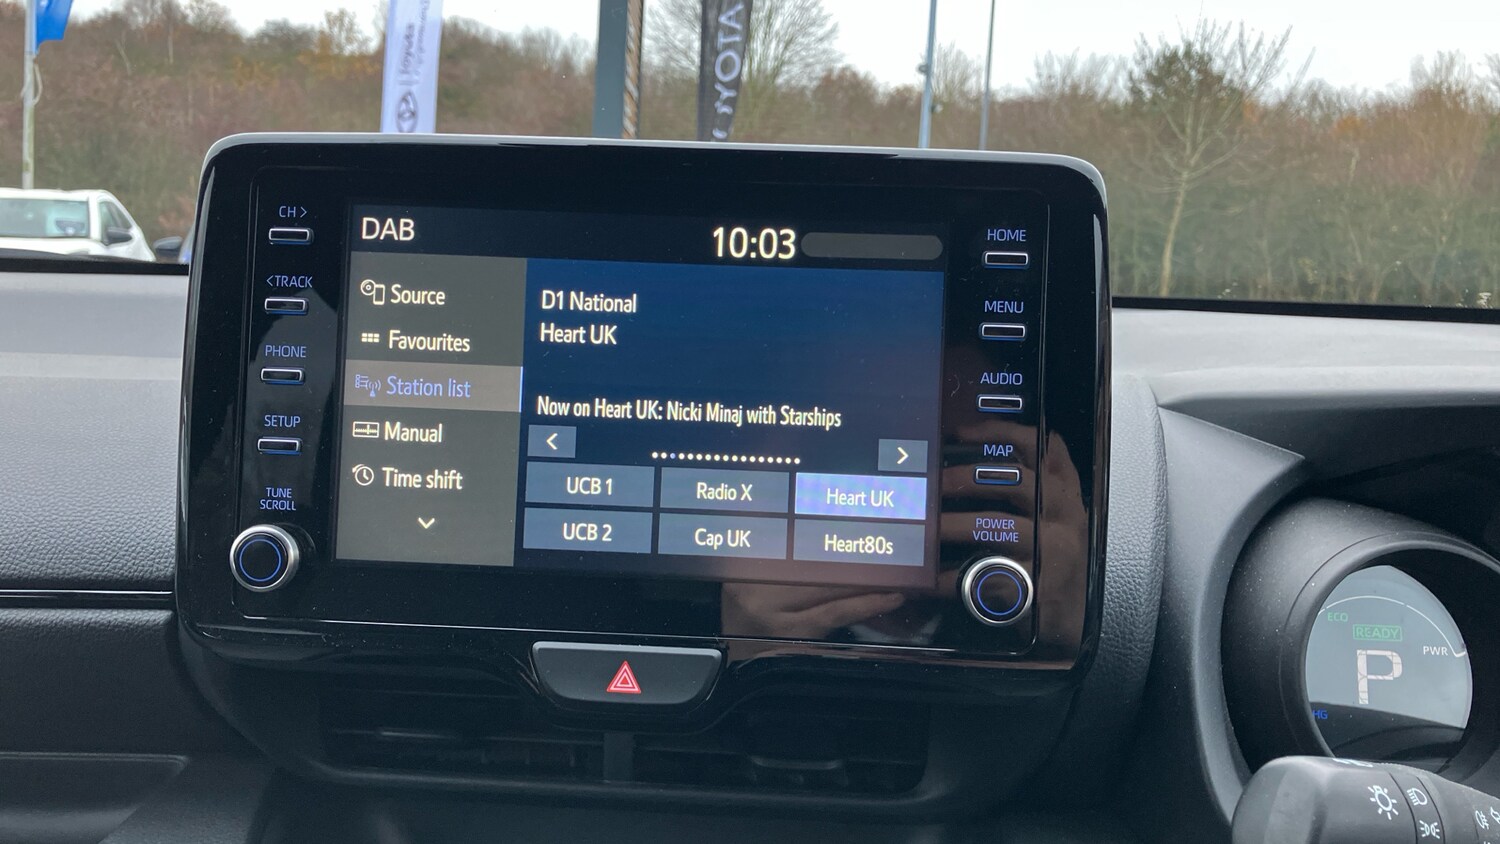 Toyota
TOYOTA
CH >
< TRACK
PHONE
SETUP
TUNE
SCROLL
DAB
10:03
Source
Favourites
Station list
Manual
Time shift
D1 National
Heart UK
Now on Heart UK: Nicki Minaj with Starships
<
>
UCB 1
Radio X
Heart UK
UCB 2
Cap UK
Heart80s
HOME
MENU
AUDIO
MAP
POWER
VOLUME
ECO
READY
PWR
P